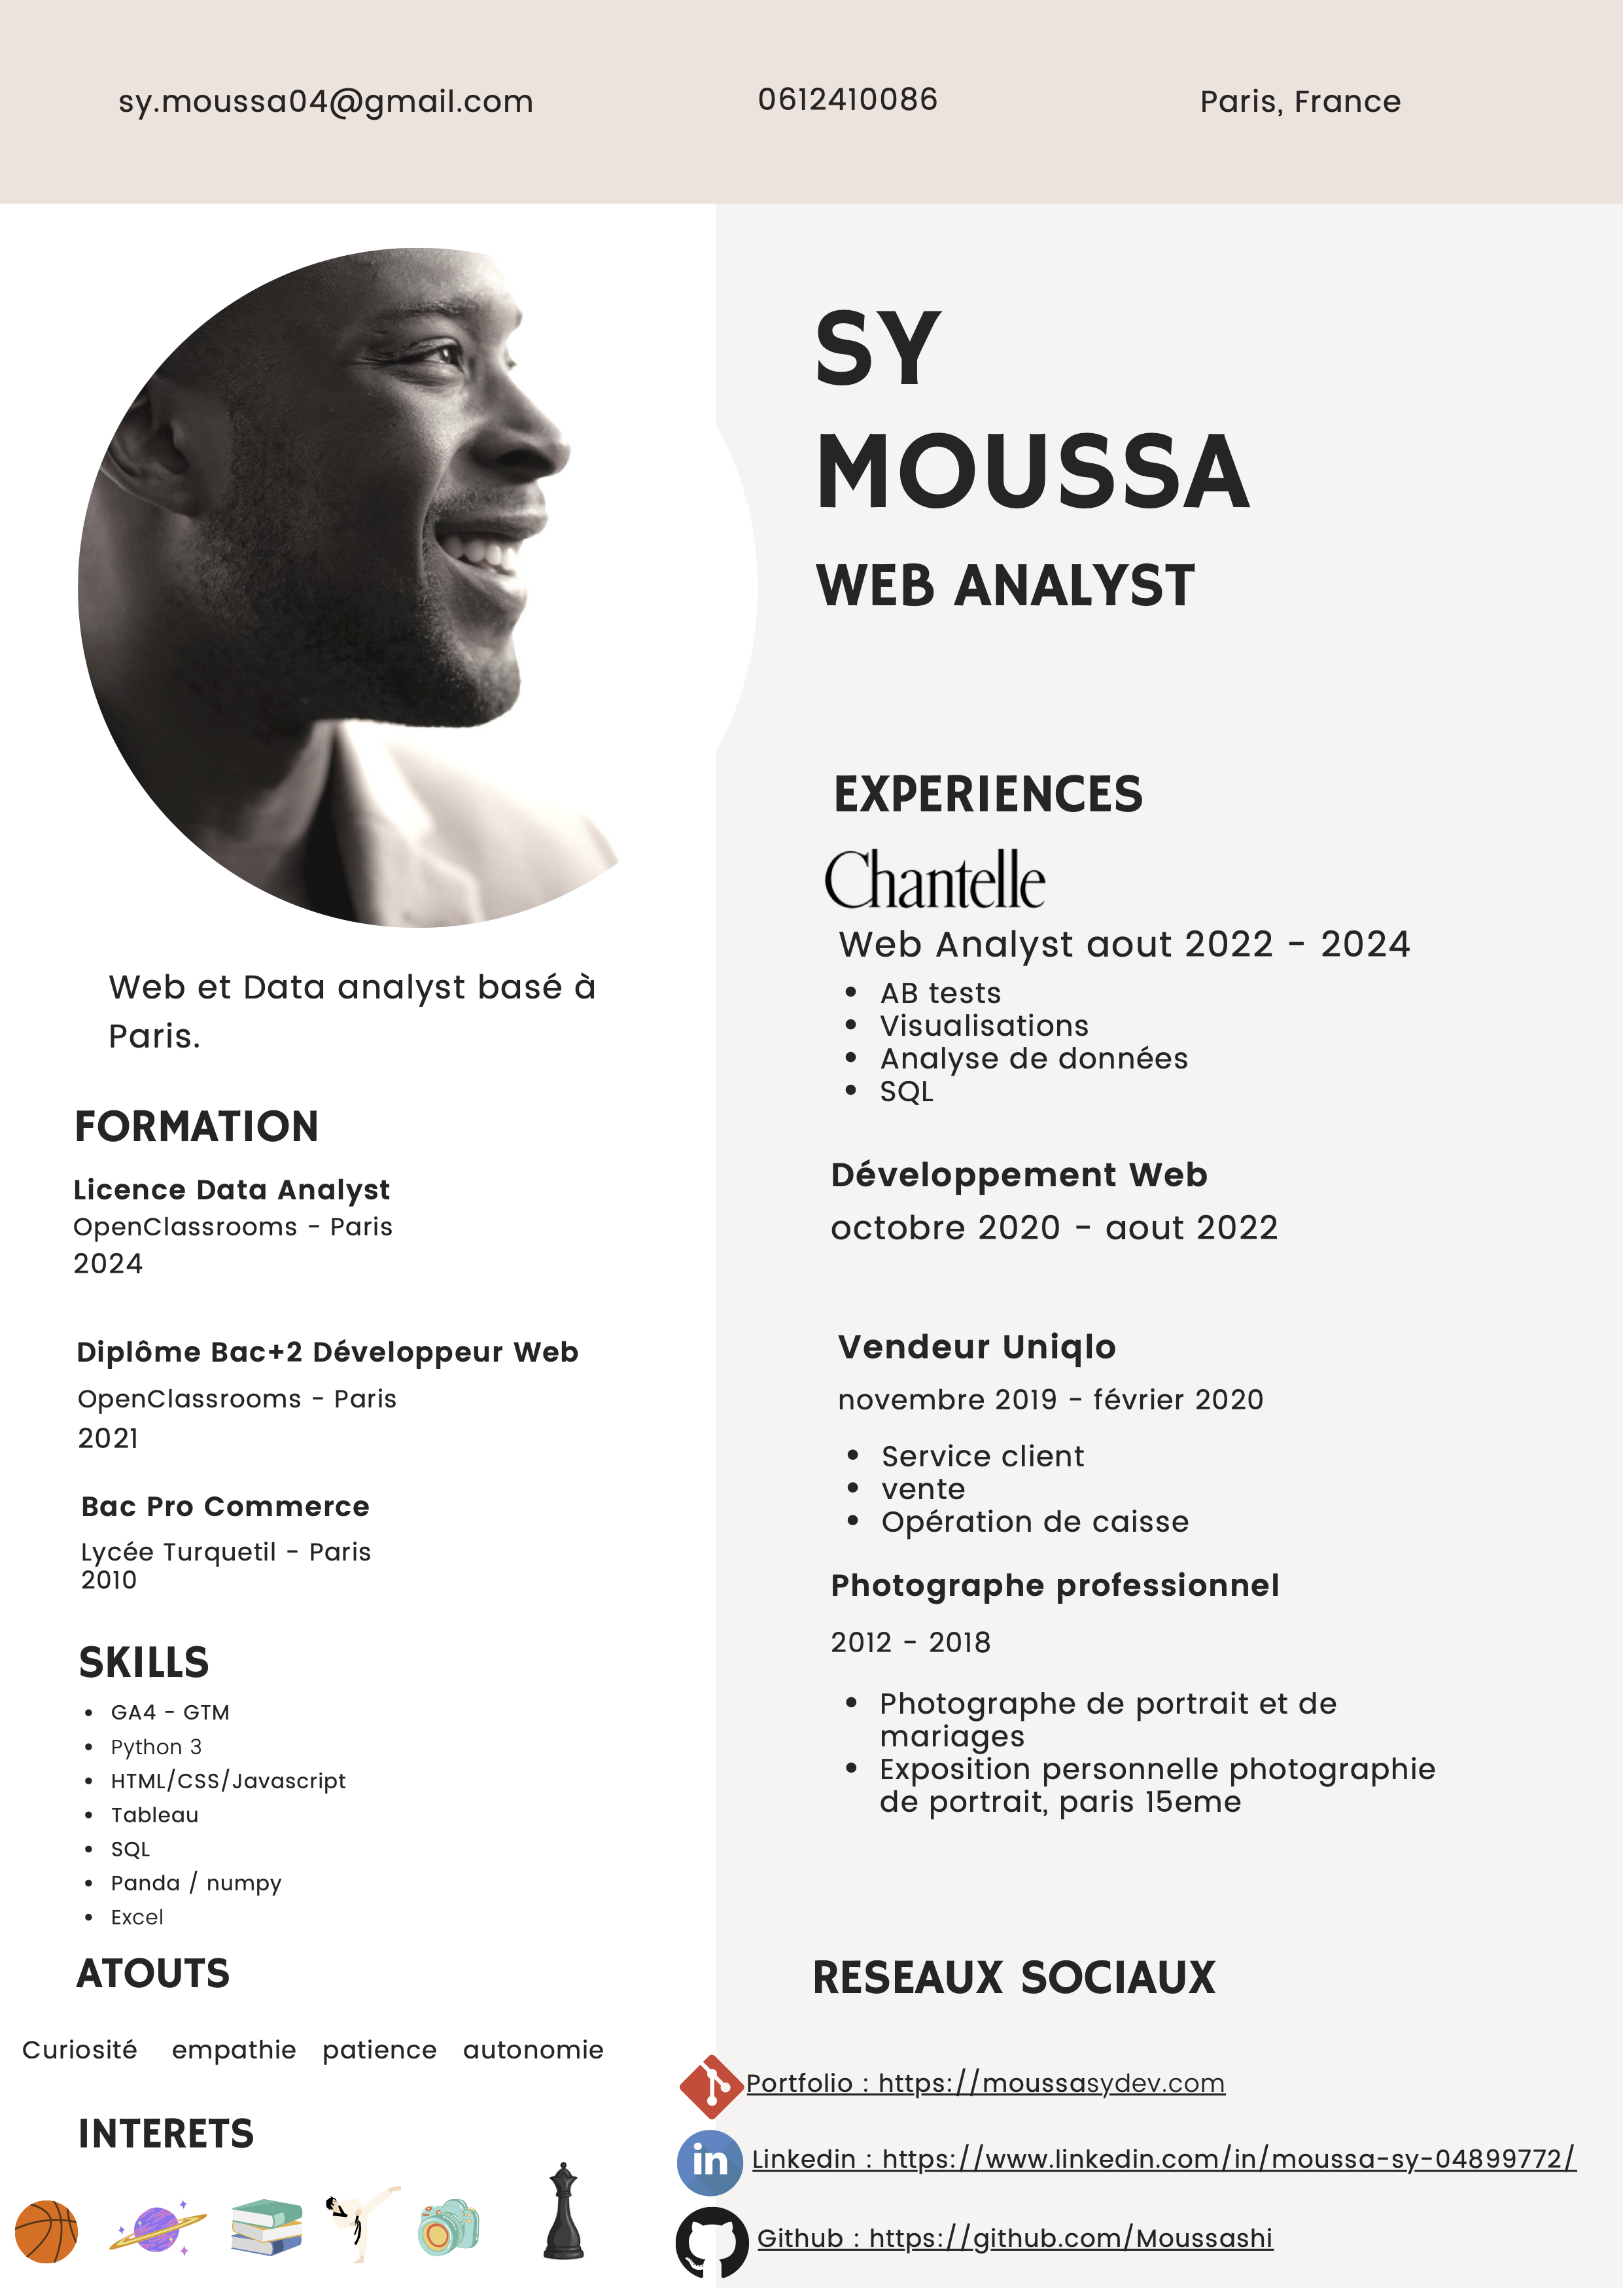 sy.moussa04@gmail.com
0612410086
Paris, France
SY
MOUSSA
WEB ANALYST
Web et Data analyst basé à
Paris.
FORMATION
Licence Data Analyst
OpenClassrooms - Paris
2024
Diplôme Bac+2 Développeur Web
OpenClassrooms - Paris
2021
Bac Pro Commerce
Lycée Turquetil - Paris
2010
SKILLS
• GA4 - GTM
• Python 3
• HTML/CSS/Javascript
• Tableau
• SQL
• Panda / numpy
• Excel
ATOUTS
Curiosité empathie patience autonomie
INTERETS
EXPERIENCES
Chantelle
Web Analyst aout 2022 - 2024
• AB tests
• Visualisations
• Analyse de données
• SQL
Développement Web
octobre 2020 - aout 2022
Vendeur Uniqlo
novembre 2019 - février 2020
• Service client
• vente
• Opération de caisse
Photographe professionnel
2012 - 2018
• Photographe de portrait et de
mariages
• Exposition personnelle photographie
de portrait, paris 15eme
RESEAUX SOCIAUX
Portfolio : https://moussasydev.com
in
Linkedin : https://www.linkedin.com/in/moussa-sy-04899772/
Github : https://github.com/Moussashi